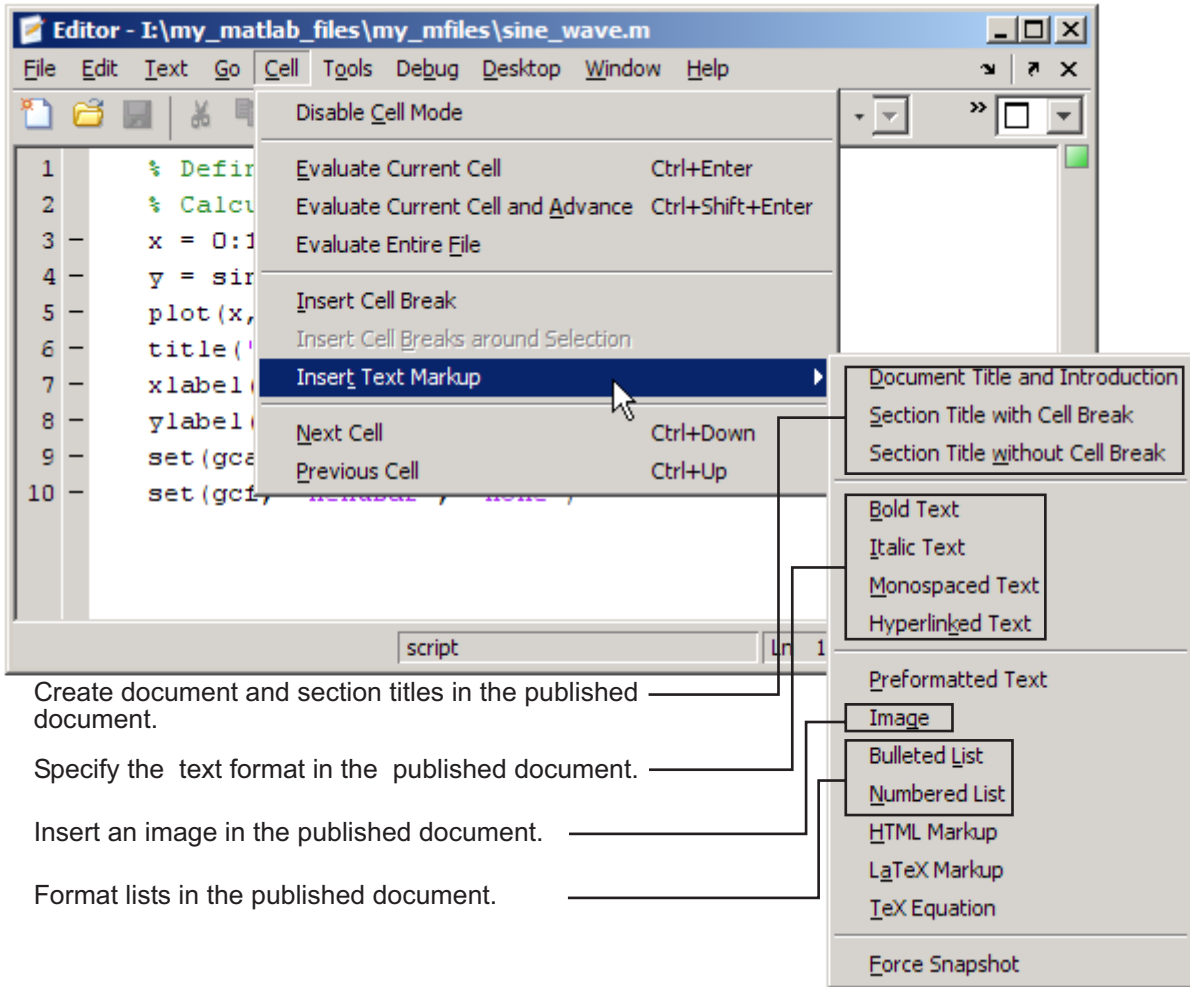 Editor - I:\my_matlab_files\my_mfiles\sine_wave.m
File Edit Text Go Cell Tools Debug Desktop Window Help
Disable Cell Mode
Evaluate Current Cell Ctrl+Enter
Evaluate Current Cell and Advance Ctrl+Shift+Enter
Evaluate Entire File
Insert Cell Break
Insert Cell Breaks around Selection
Insert Text Markup
Next Cell Ctrl+Down
Previous Cell Ctrl+Up
1 % Defin
2 % Calcu
3 - x = 0:1
4 - y = sin
5 - plot(x,
6 - title('
7 - xlabel(
8 - ylabel(
9 - set(gca
10 - set(gcf, 'menubar', 'none')
script Ln 1
Document Title and Introduction
Section Title with Cell Break
Section Title without Cell Break
Bold Text
Italic Text
Monospaced Text
Hyperlinked Text
Preformatted Text
Image
Bulleted List
Numbered List
HTML Markup
LaTeX Markup
TeX Equation
Force Snapshot
Create document and section titles in the published
document.
Specify the text format in the published document.
Insert an image in the published document.
Format lists in the published document.